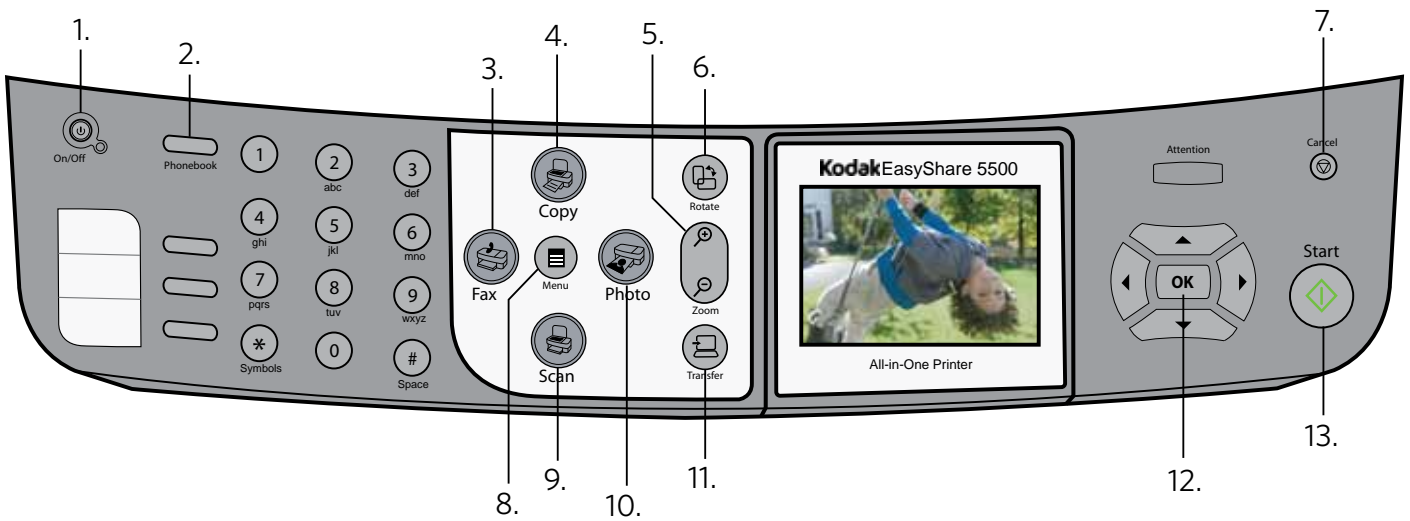 1.
2.
3.
4.
5.
6.
7.
On/Off
Phonebook
1
2
abc
3
def
4
ghi
5
jkl
6
mno
7
pqrs
8
tuv
9
wxyz
*
Symbols
0
#
Space
Copy
Fax
Menu
Photo
Scan
Rotate
Zoom
Transfer
Kodak EasyShare 5500
All-in-One Printer
Attention
Cancel
OK
Start
8.
9.
10.
11.
12.
13.